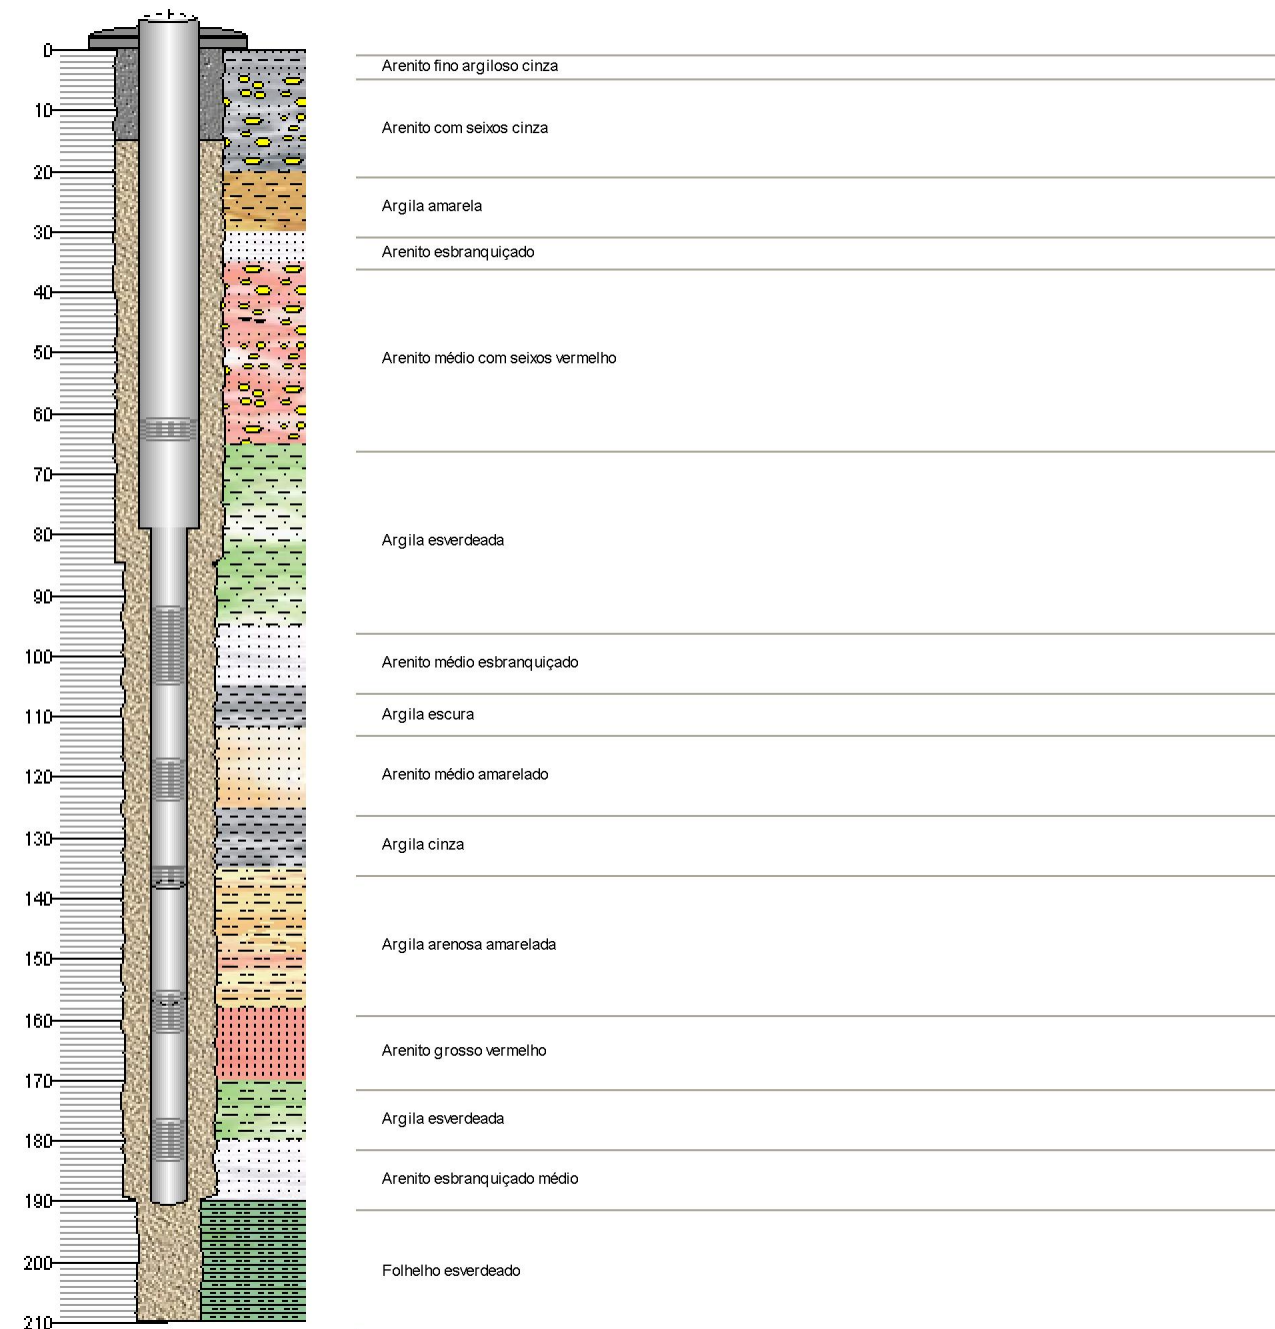 0
Arenito fino argiloso cinza
10
Arenito com seixos cinza
20
Argila amarela
30
Arenito esbranquiçado
40
50
Arenito médio com seixos vermelho
60
70
80
Argila esverdeada
90
100
Arenito médio esbranquiçado
110
Argila escura
120
Arenito médio amarelado
130
Argila cinza
140
Argila arenosa amarelada
150
160
Arenito grosso vermelho
170
Argila esverdeada
180
Arenito esbranquiçado médio
190
200
Folhelho esverdeado
210